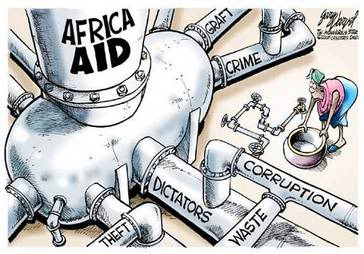 AFRICA
AID
GRAFT
CRIME
CORRUPTION
DICTATORS
WASTE
THEFT